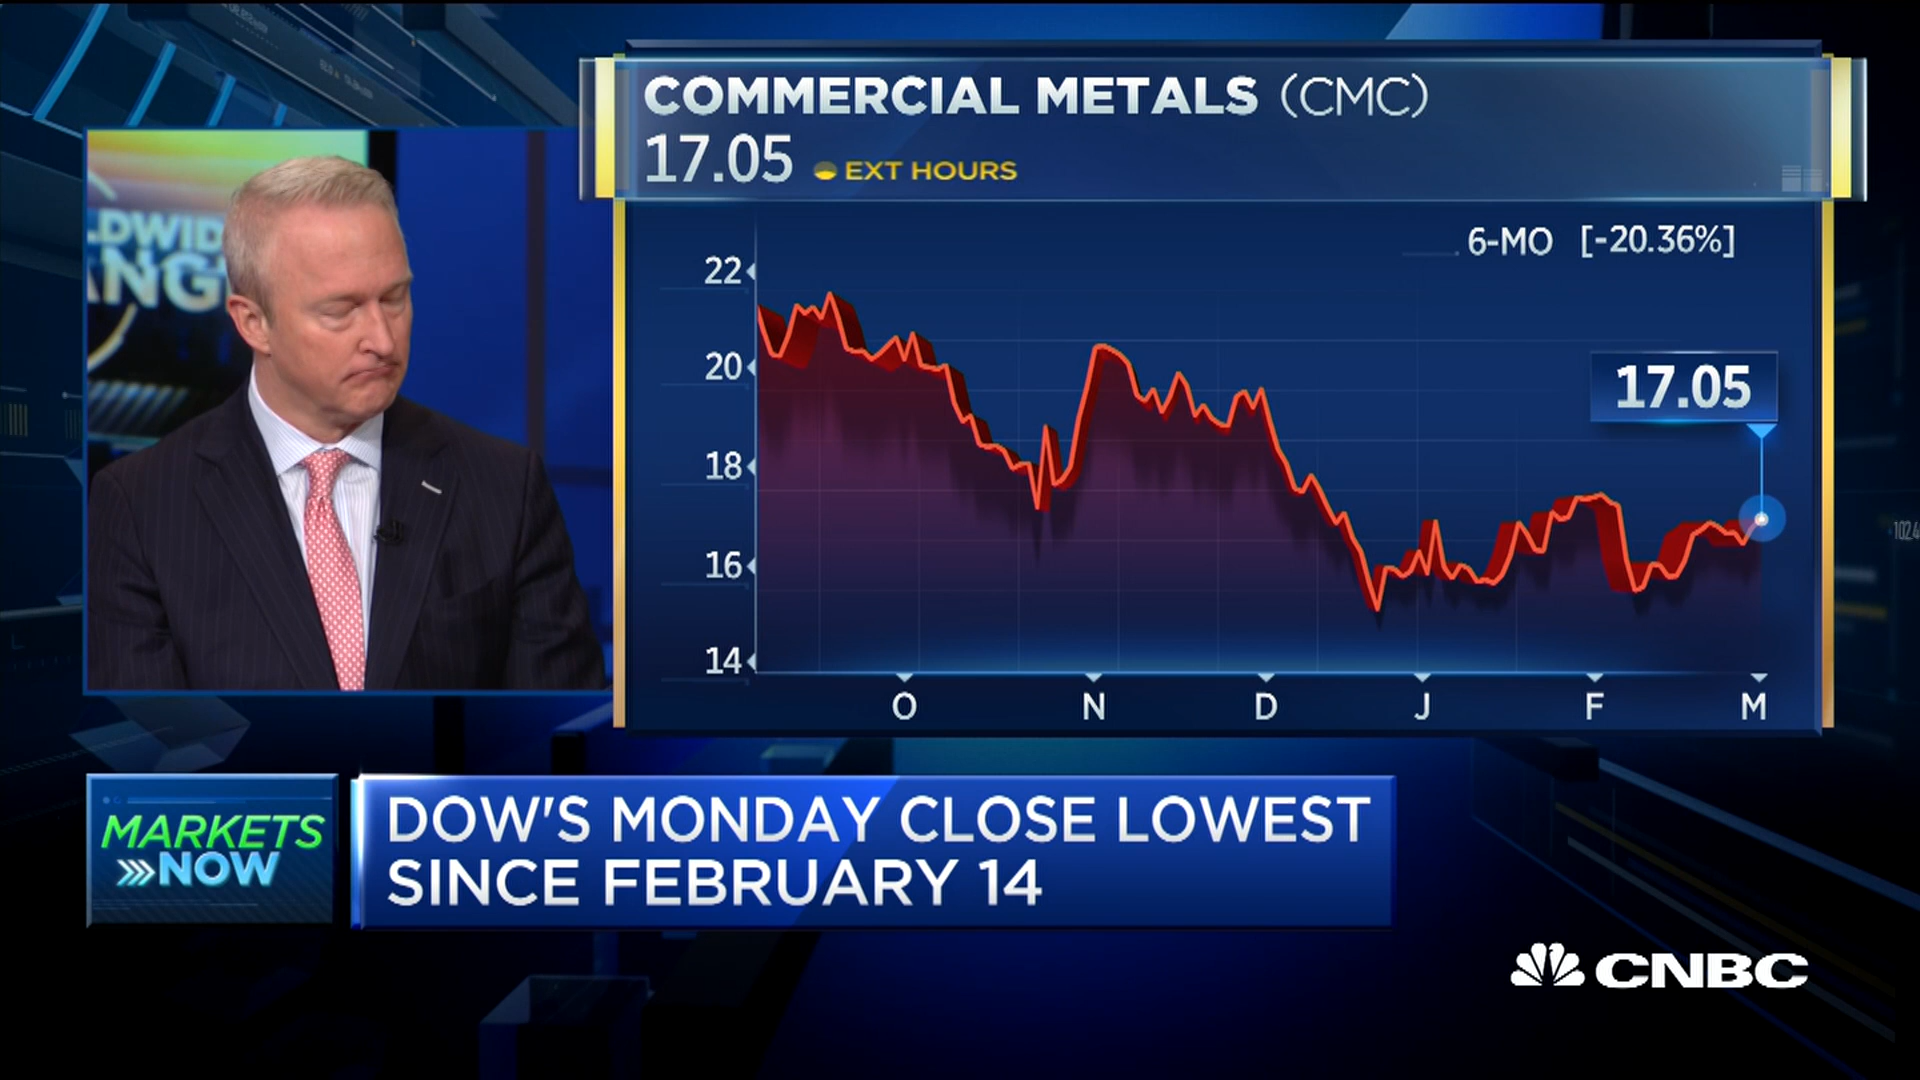 COMMERCIAL METALS (CMC)
17.05 EXT HOURS
6-MO [-20.36%]
22
20
18
16
14
17.05
O N D J F M
MARKETS
NOW
DOW'S MONDAY CLOSE LOWEST
SINCE FEBRUARY 14
CNBC